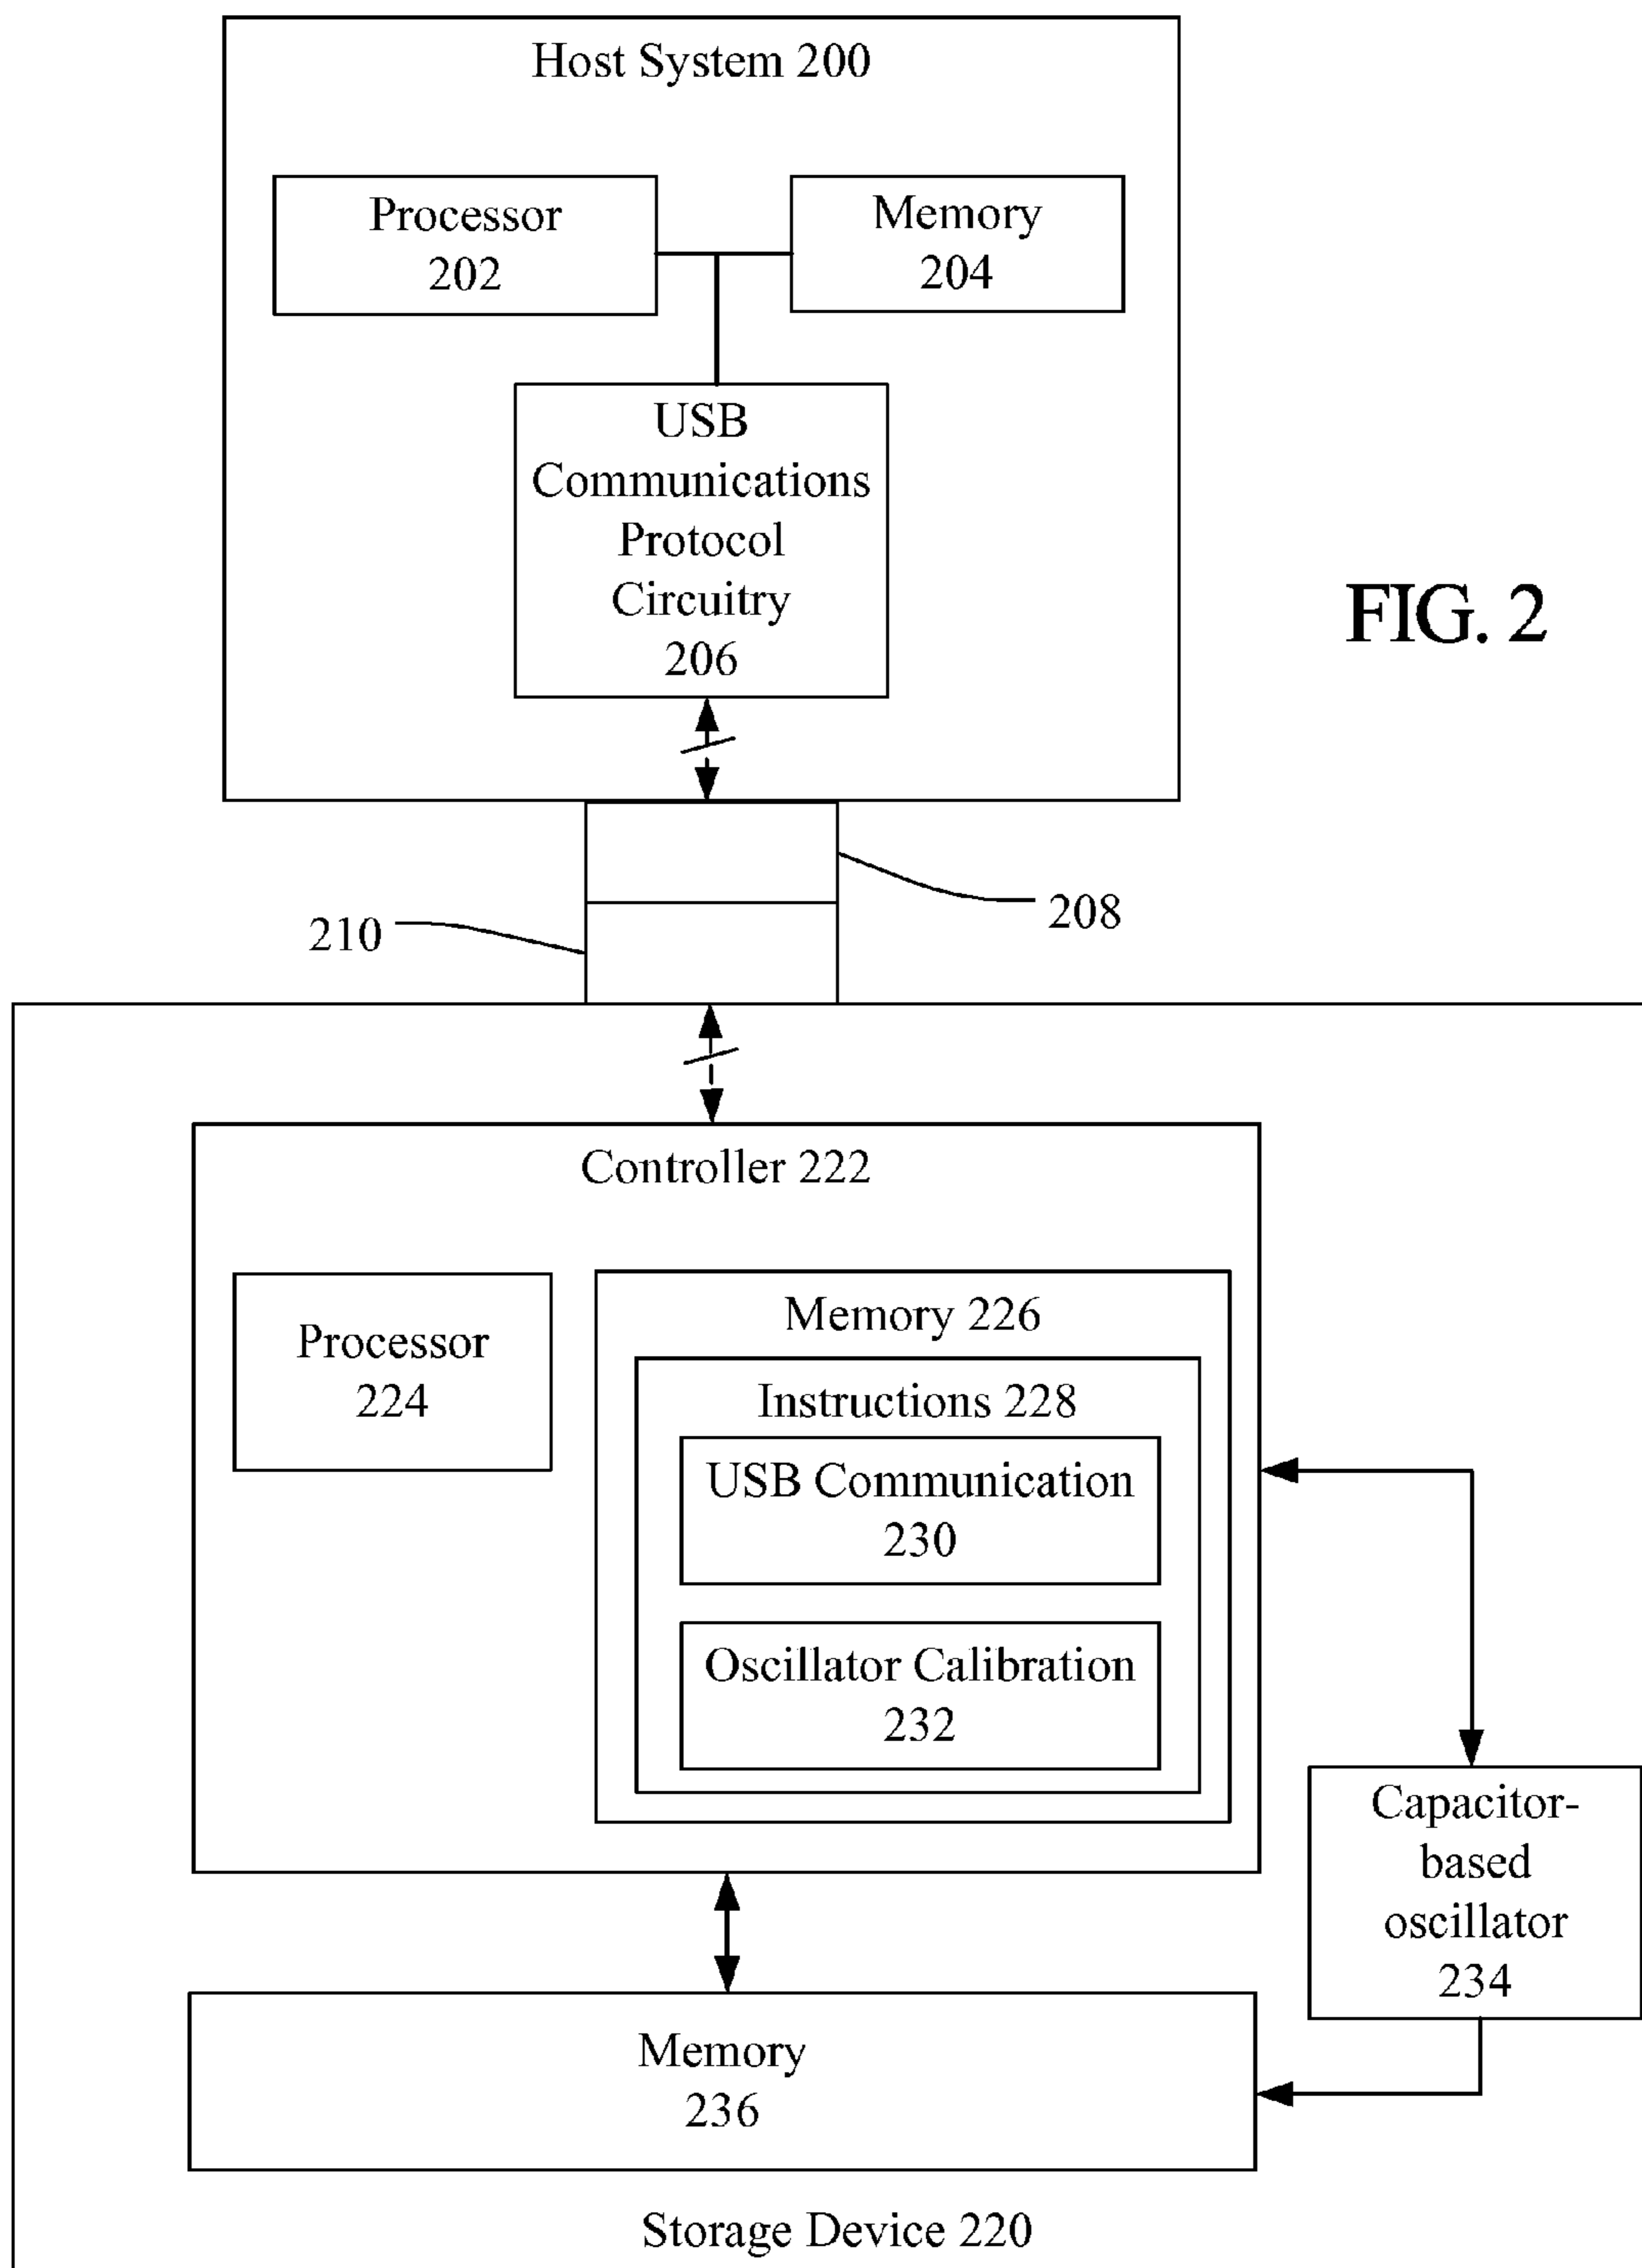 Host System 200
Processor
202
Memory
204
USB
Communications
Protocol
Circuitry
206
FIG. 2
208
210
Controller 222
Processor
224
Memory 226
Instructions 228
USB Communication
230
Oscillator Calibration
232
Capacitor-
based
oscillator
234
Memory
236
Storage Device 220